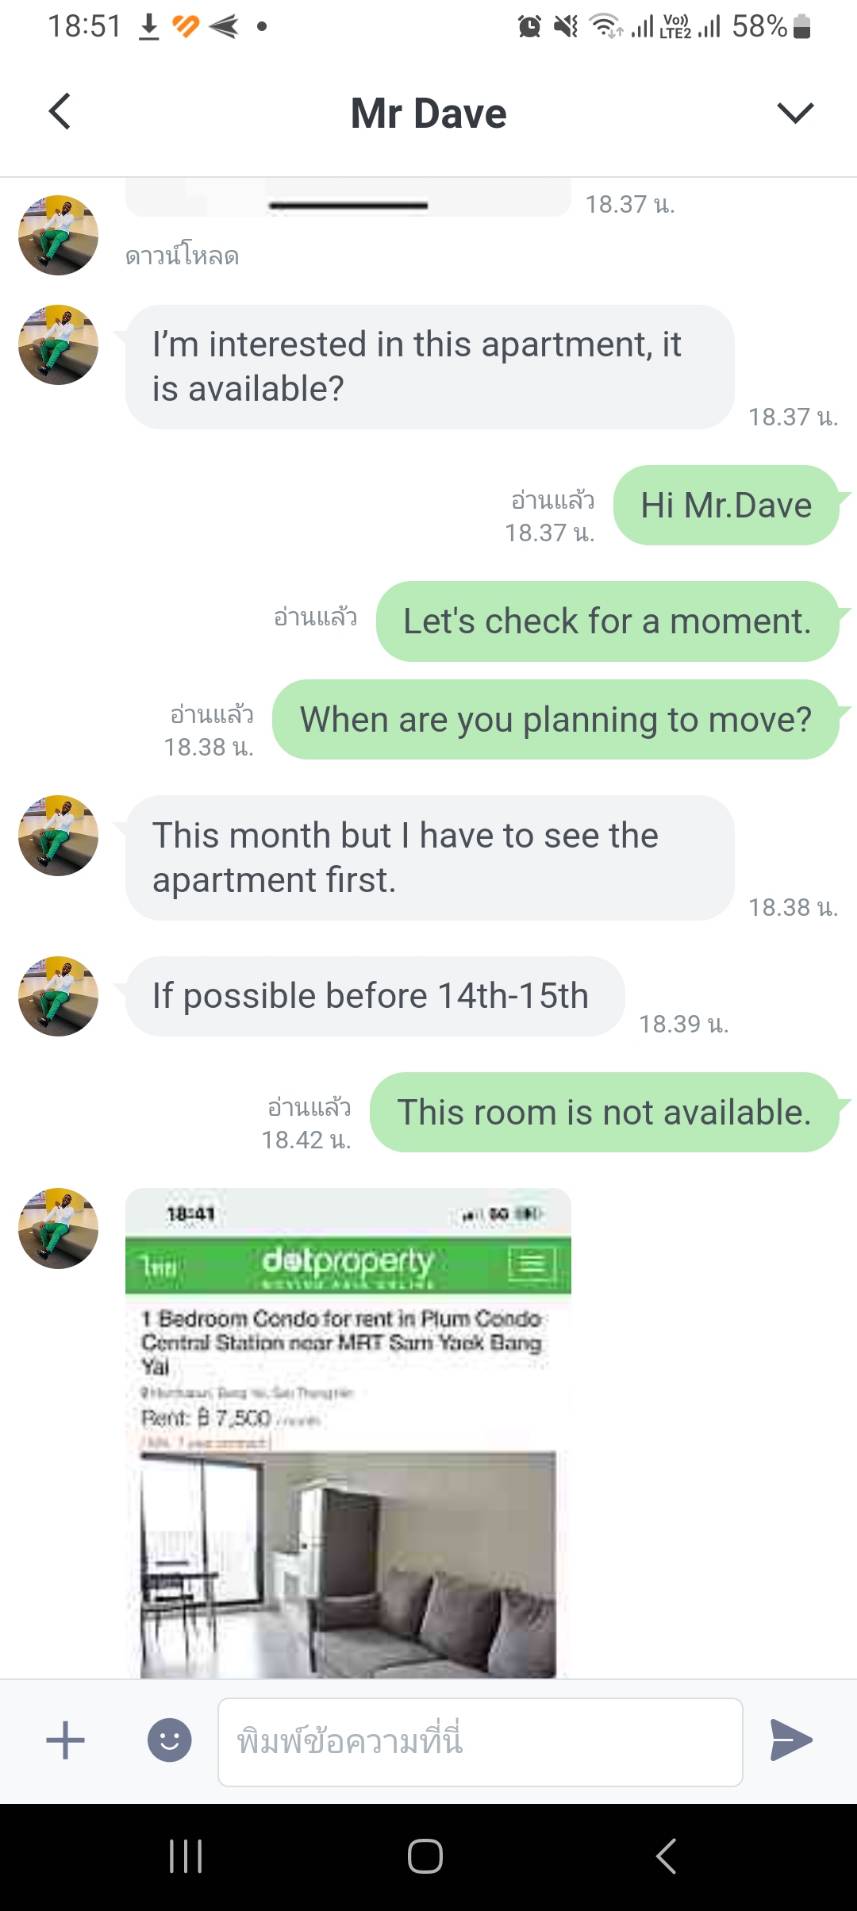 18:51
Vo))
LTE2
58%
Mr Dave
18.37 น.
ดาวน์โหลด
I'm interested in this apartment, it
is available?
18.37 น.
อ่านแล้ว
18.37 น.
Hi Mr.Dave
อ่านแล้ว
Let's check for a moment.
อ่านแล้ว
18.38 น.
When are you planning to move?
This month but I have to see the
apartment first.
18.38 น.
If possible before 14th-15th
18.39 น.
อ่านแล้ว
18.42 น.
This room is not available.
18:41
5G
ไทย
dotproperty
1 Bedroom Condo for rent in Plum Condo
Central Station near MRT Sam Yaek Bang
Yai
Rent: ฿ 7,500 /month
พิมพ์ข้อความที่นี่